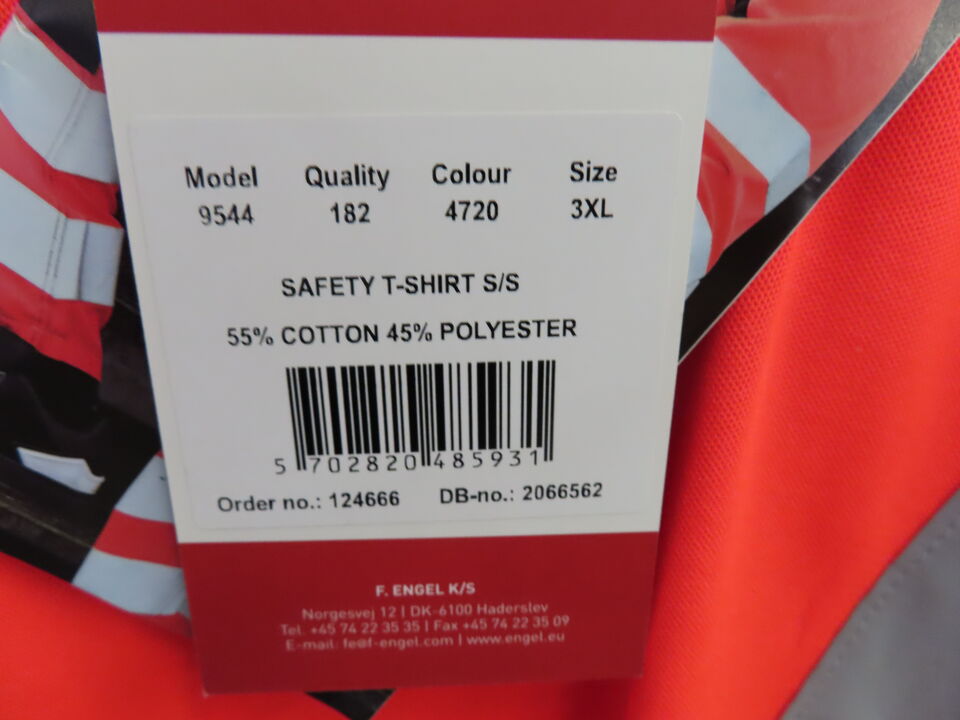 Model Quality Colour Size
9544 182 4720 3XL
SAFETY T-SHIRT S/S
55% COTTON 45% POLYESTER
5 702820 485931
Order no.: 124666 DB-no.: 2066562
F. ENGEL K/S
Norgesvej 12 | DK-6100 Haderslev
Tel. +45 74 22 35 35 | Fax +45 74 22 35 09
E-mail: fe@f-engel.com | www.engel.eu